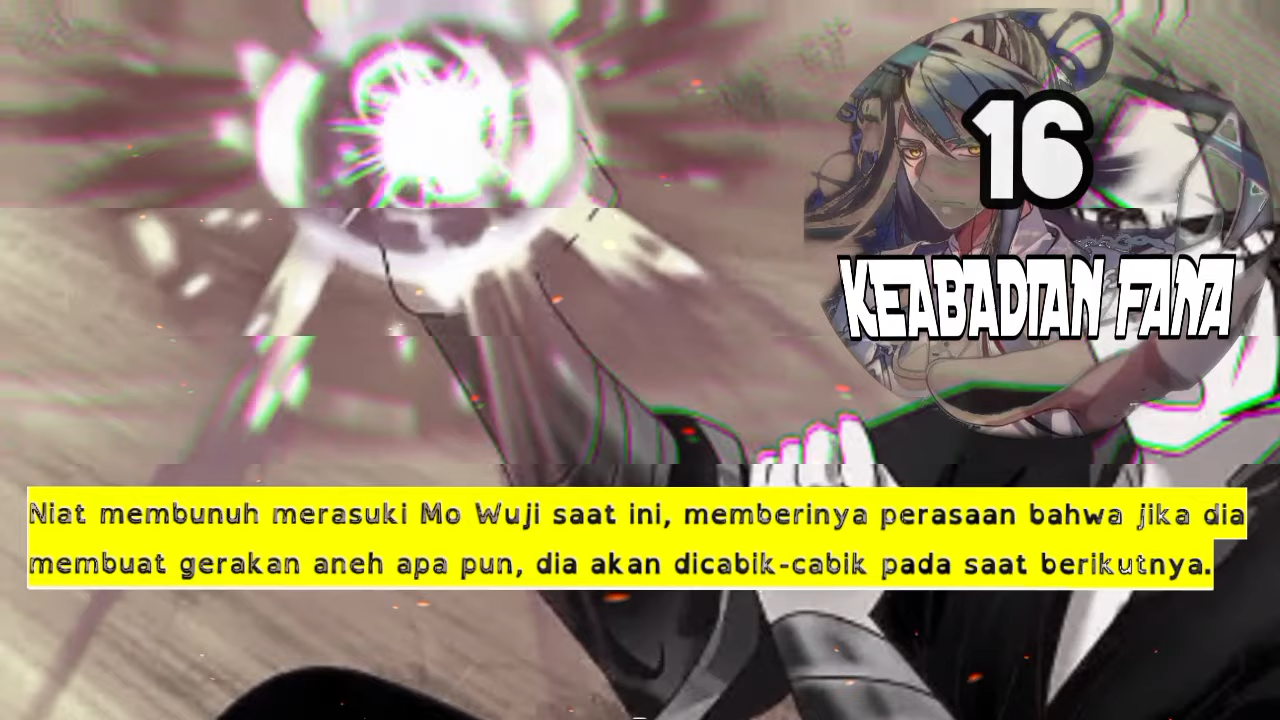 16
KEABADIAN FANA
Niat membunuh merasuki Mo Wuji saat ini, memberinya perasaan bahwa jika dia
membuat gerakan aneh apa pun, dia akan dicabik-cabik pada saat berikutnya.